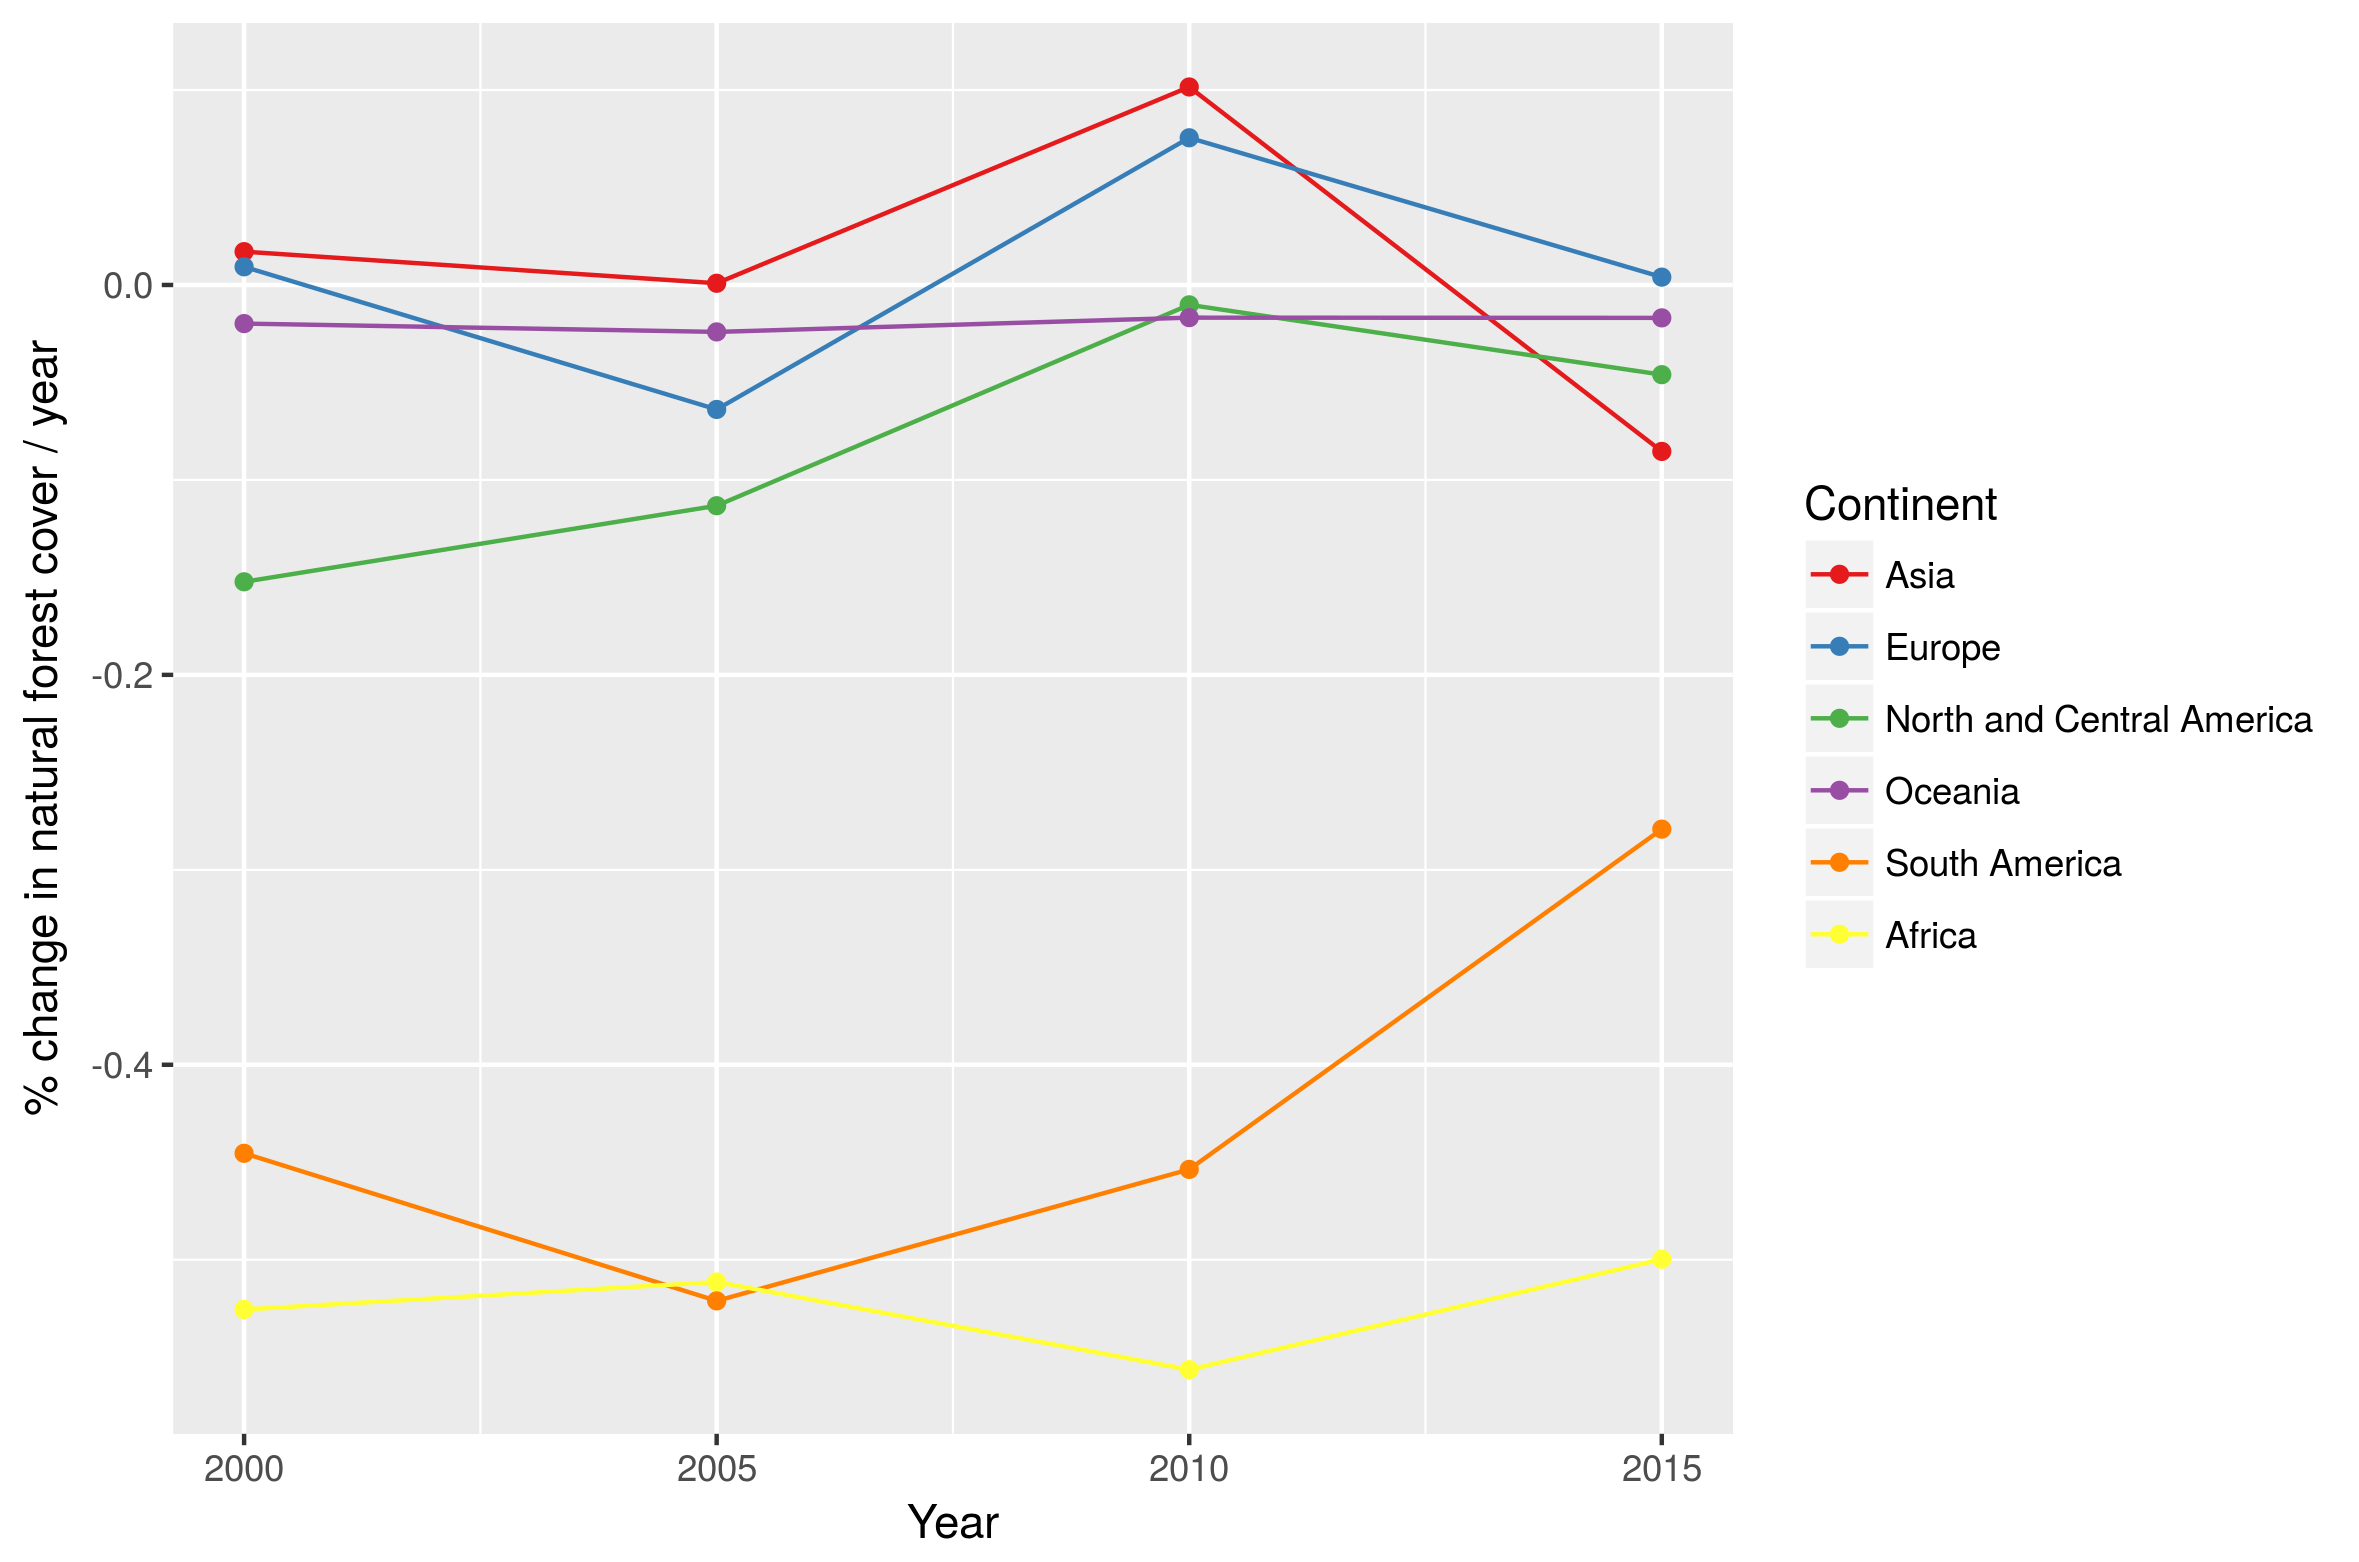 % change in natural forest cover / year
0.0
-0.2
-0.4
2000 2005 2010 2015
Year
Continent
Asia
Europe
North and Central America
Oceania
South America
Africa